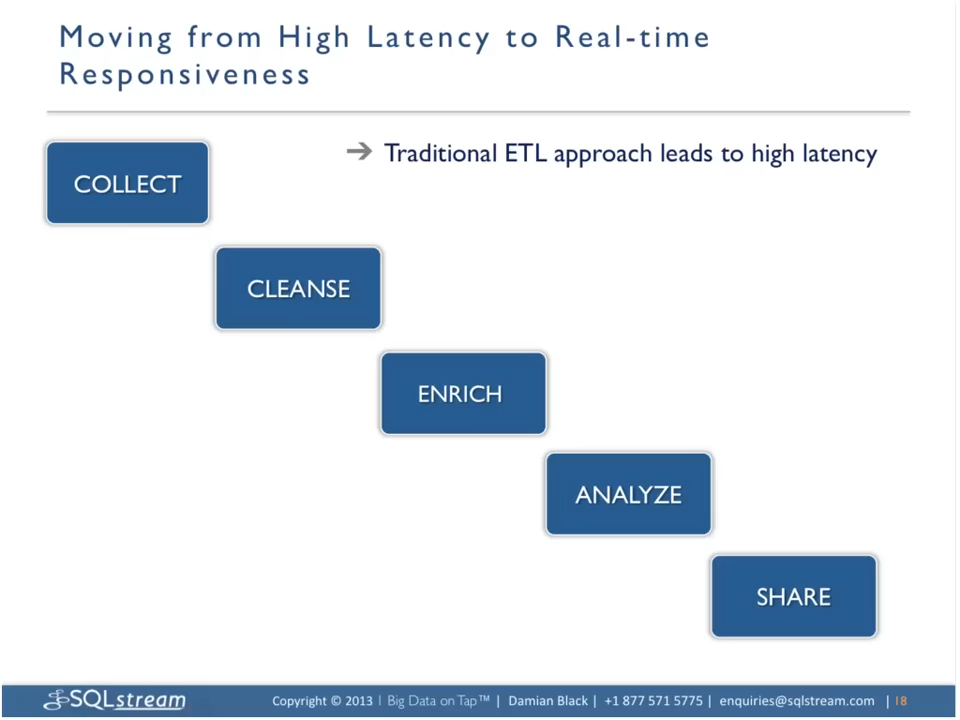 Moving from High Latency to Real-time
Responsiveness
→ Traditional ETL approach leads to high latency
COLLECT
CLEANSE
ENRICH
ANALYZE
SHARE
SQLstream
Copyright © 2013 | Big Data on Tap™ | Damian Black | +1 877 571 5775 | enquiries@sqlstream.com | 18